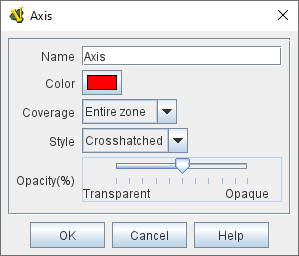 Axis
Name Axis
Color
Coverage Entire zone
Style Crosshatched
Opacity(%)
Transparent Opaque
OK Cancel Help